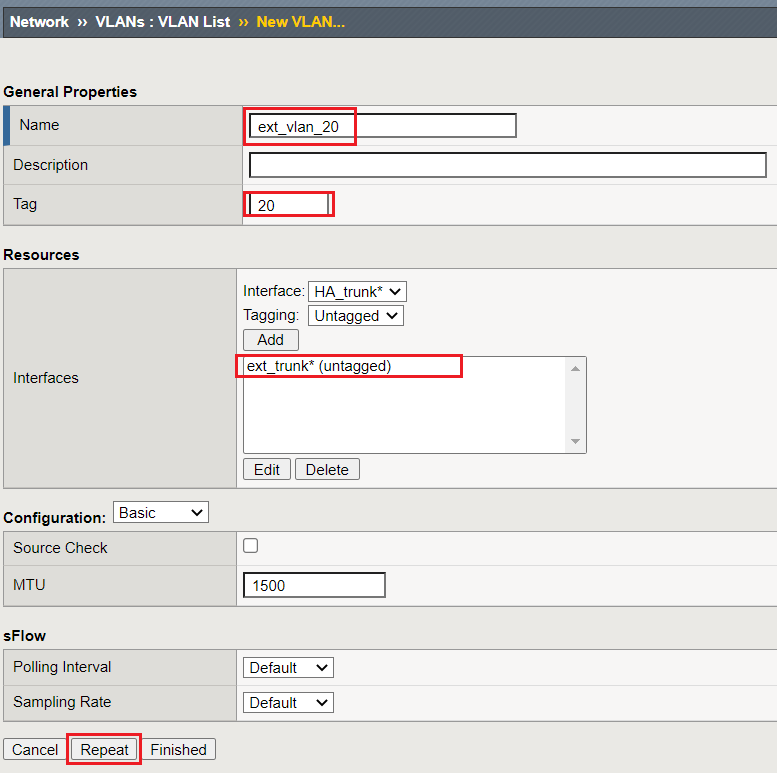 Network ›› VLANs : VLAN List ›› New VLAN...
General Properties
Name ext_vlan_20
Description
Tag 20
Resources
Interface: HA_trunk*
Tagging: Untagged
Add
ext_trunk* (untagged)
Interfaces
Edit Delete
Configuration: Basic
Source Check
MTU 1500
sFlow
Polling Interval Default
Sampling Rate Default
Cancel Repeat Finished